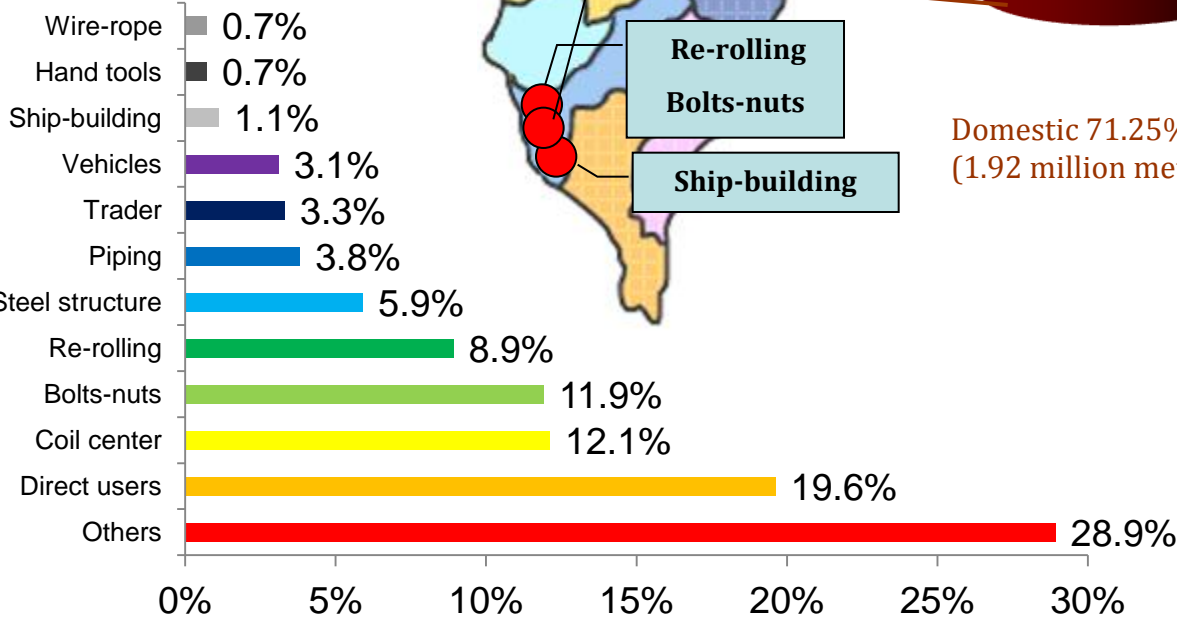 Wire-rope 0.7%
Hand tools 0.7%
Ship-building 1.1%
Vehicles 3.1%
Trader 3.3%
Piping 3.8%
Steel structure 5.9%
Re-rolling 8.9%
Bolts-nuts 11.9%
Coil center 12.1%
Direct users 19.6%
Others 28.9%
0% 5% 10% 15% 20% 25% 30%
Re-rolling
Bolts-nuts
Ship-building
Domestic 71.25%
(1.92 million